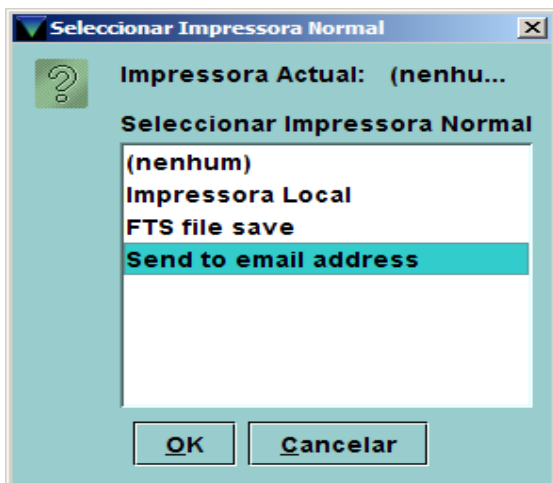 Seleccionar Impressora Normal
Impressora Actual: (nenhu...
Seleccionar Impressora Normal
(nenhum)
Impressora Local
FTS file save
Send to email address
OK Cancelar